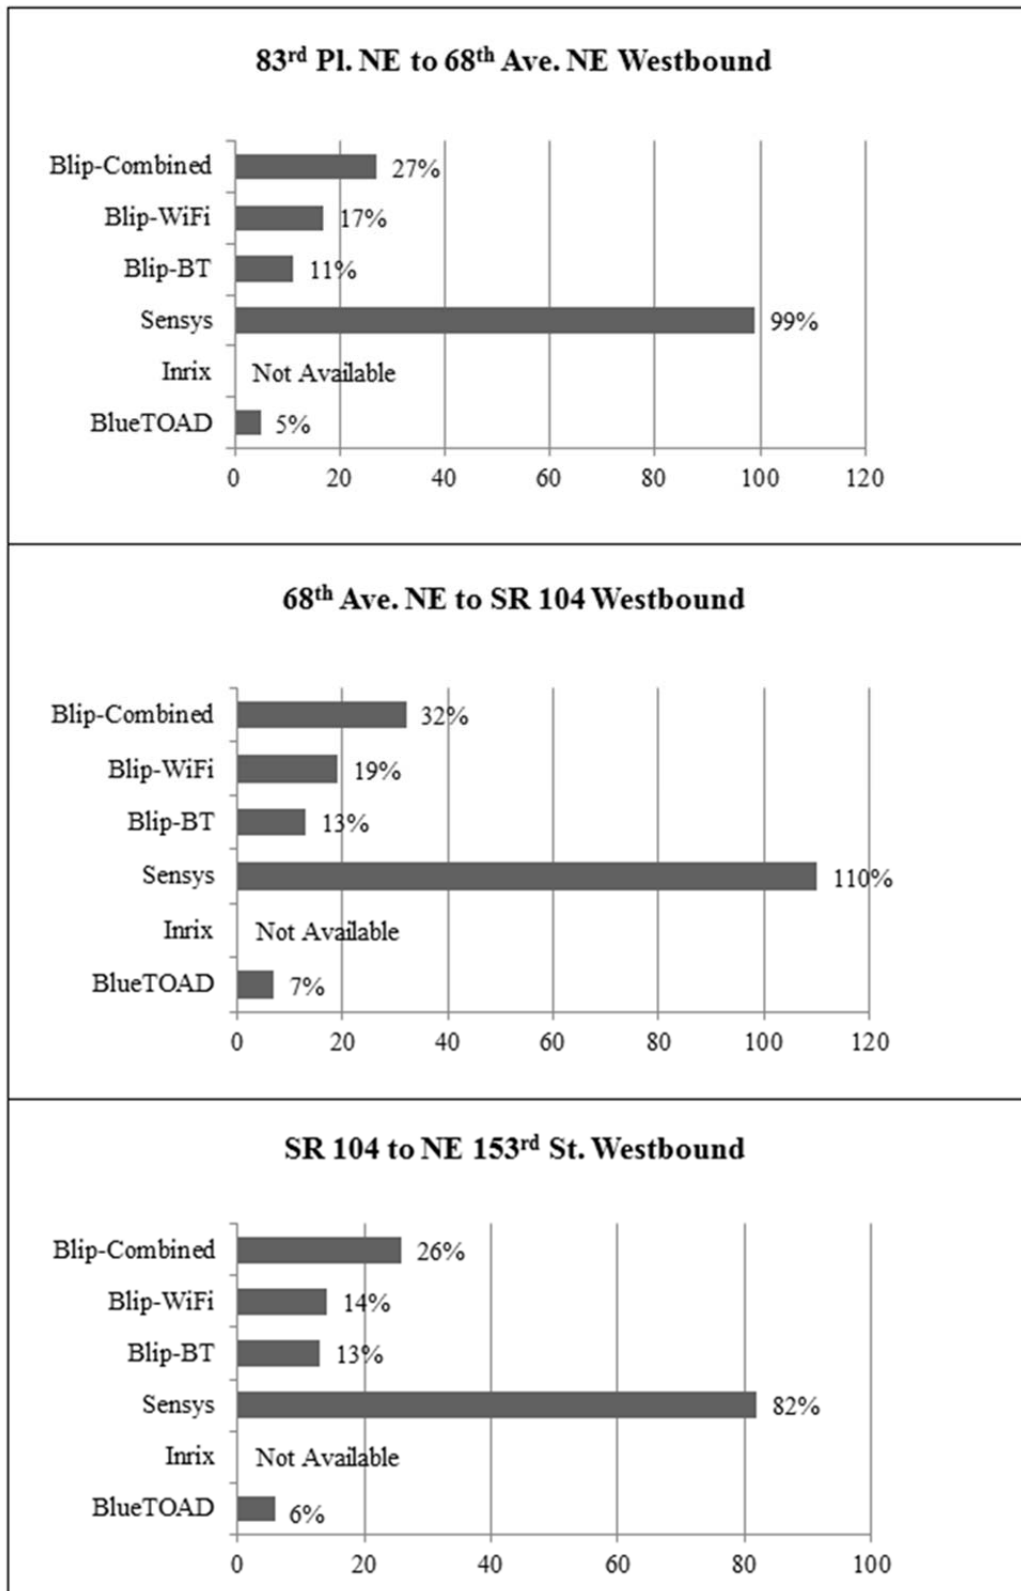 83rd Pl. NE to 68th Ave. NE Westbound
Blip-Combined 27%
Blip-WiFi 17%
Blip-BT 11%
Sensys 99%
Inrix Not Available
BlueTOAD 5%
0 20 40 60 80 100 120
68th Ave. NE to SR 104 Westbound
Blip-Combined 32%
Blip-WiFi 19%
Blip-BT 13%
Sensys 110%
Inrix Not Available
BlueTOAD 7%
0 20 40 60 80 100 120
SR 104 to NE 153rd St. Westbound
Blip-Combined 26%
Blip-WiFi 14%
Blip-BT 13%
Sensys 82%
Inrix Not Available
BlueTOAD 6%
0 20 40 60 80 100